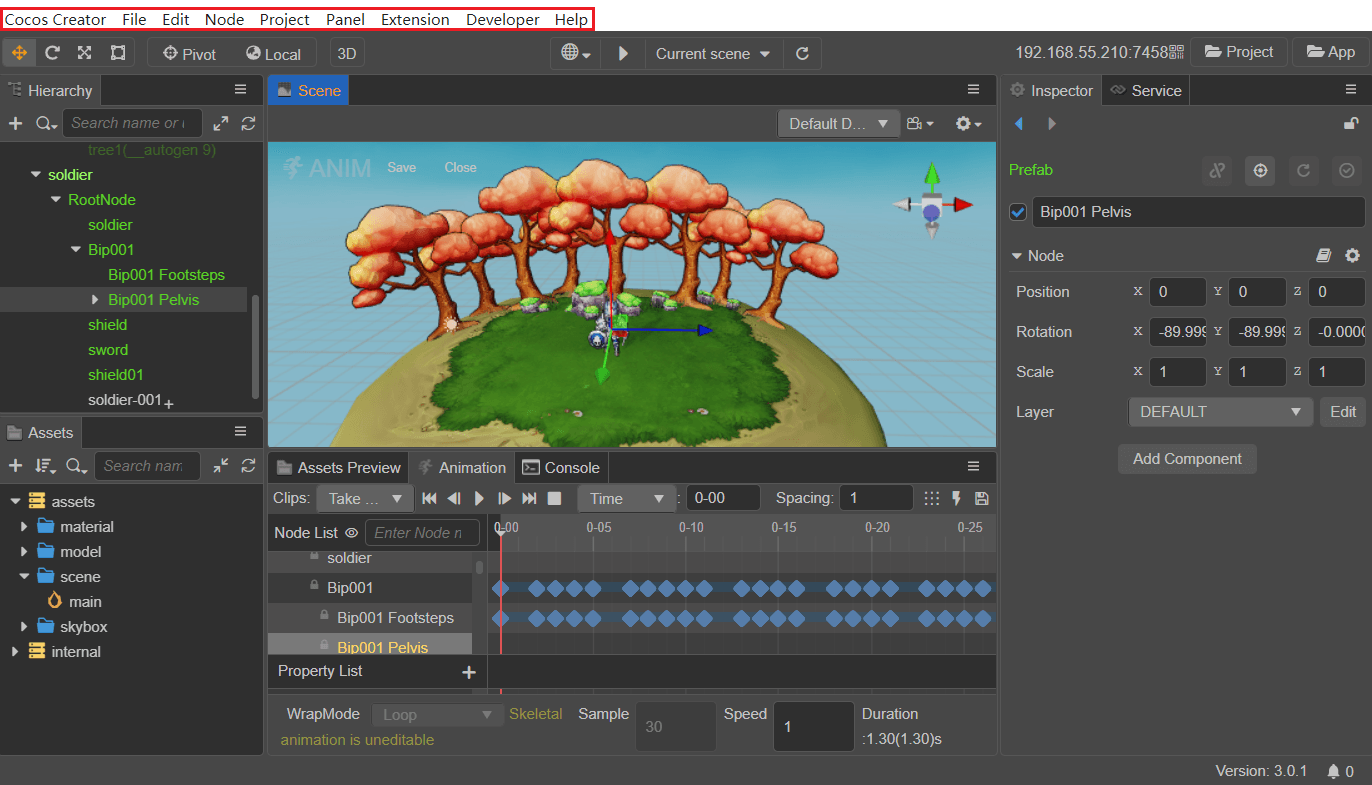 Cocos Creator File Edit Node Project Panel Extension Developer Help
Pivot Local 3D Current scene 192.168.55.210:7458 Project App
Hierarchy
Search name or
tree1(__autogen 9)
soldier
RootNode
soldier
Bip001
Bip001 Footsteps
Bip001 Pelvis
shield
sword
shield01
soldier-001
Assets
Search nam
assets
material
model
scene
main
skybox
internal
Scene
Default D...
ANIM Save Close
Assets Preview Animation Console
Clips: Take ... Time : 0-00 Spacing: 1
Node List Enter Node
0-00 0-05 0-10 0-15 0-20 0-25
soldier
Bip001
Bip001 Footsteps
Bip001 Pelvis
Property List +
WrapMode Loop Skeletal Sample 30 Speed 1 Duration
animation is uneditable :1.30(1.30)s
Inspector Service
Prefab
Bip001 Pelvis
Node
Position X 0 Y 0 Z 0
Rotation X -89.999 Y -89.999 Z -0.0000
Scale X 1 Y 1 Z 1
Layer DEFAULT Edit
Add Component
Version: 3.0.1 0